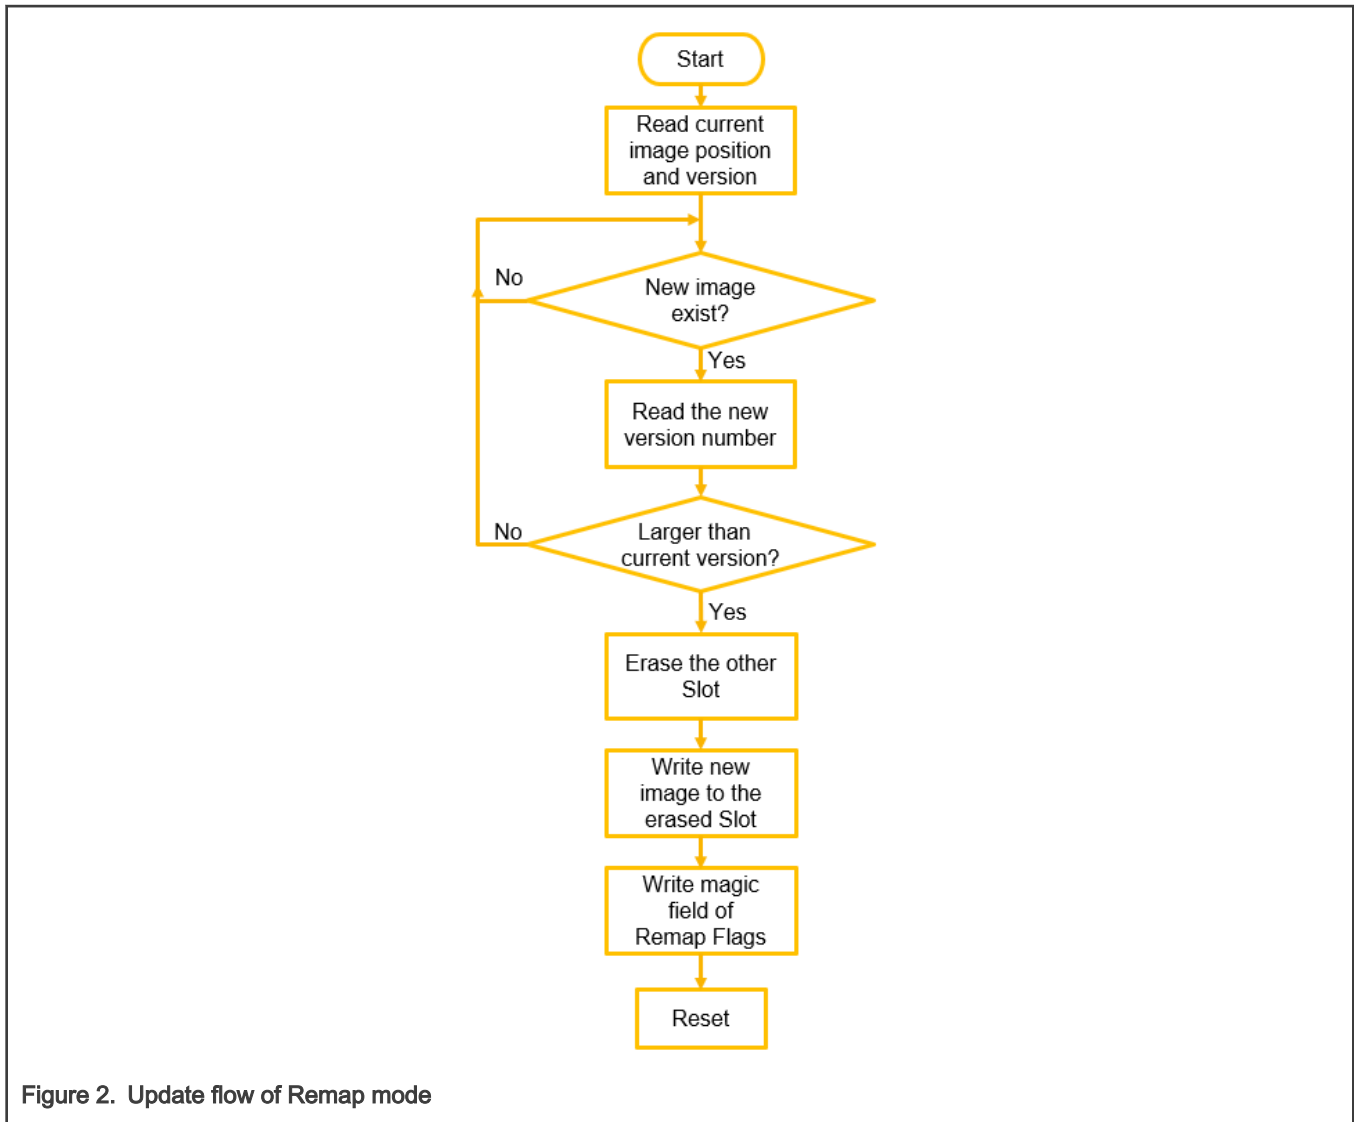 Start
Read current
image position
and version
No
New image
exist?
Yes
Read the new
version number
No
Larger than
current version?
Yes
Erase the other
Slot
Write new
image to the
erased Slot
Write magic
field of
Remap Flags
Reset
Figure 2. Update flow of Remap mode